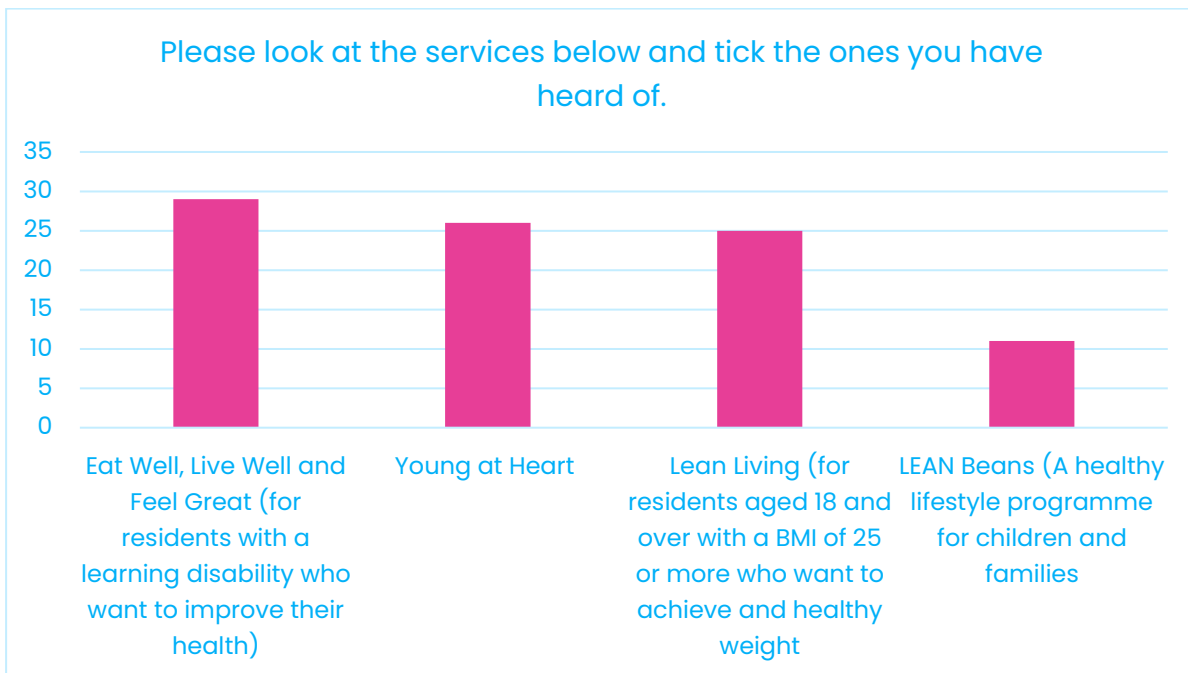 Please look at the services below and tick the ones you have
heard of.
35
30
25
20
15
10
5
0
Eat Well, Live Well and
Feel Great (for
residents with a
learning disability who
want to improve their
health)
Young at Heart
Lean Living (for
residents aged 18 and
over with a BMI of 25
or more who want to
achieve and healthy
weight
LEAN Beans (A healthy
lifestyle programme
for children and
families